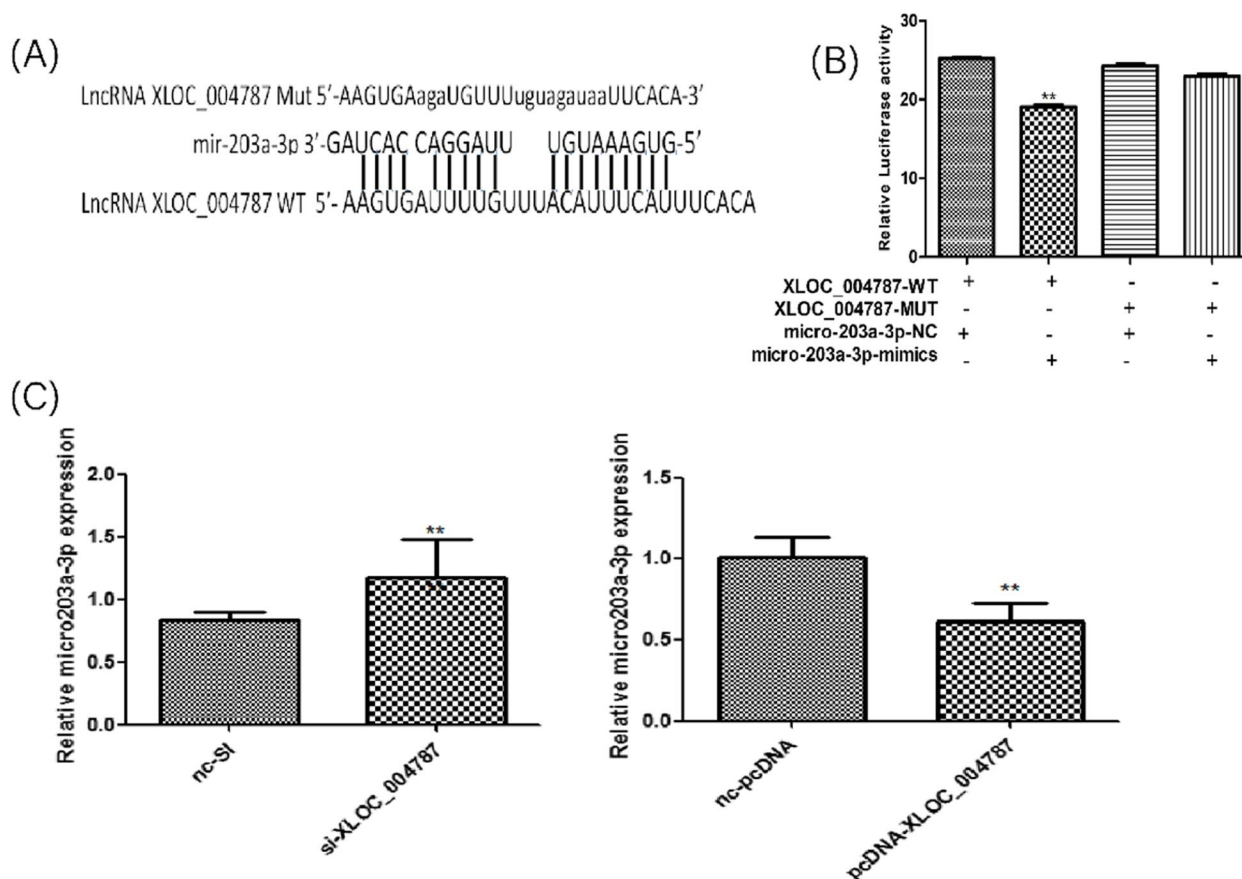 (A)
LncRNA XLOC_004787 Mut 5'-AAGUGAagaUGUUUuguagauaaUUCACA-3'
mir-203a-3p 3'-GAUCAC CAGGAUU UGUAAAGUG-5'
LncRNA XLOC_004787 WT 5'- AAGUGAUUUUGUUUACAUUUCAUUUCACA
(B)
Relative Luciferase activity
30
20
10
0
**
XLOC_004787-WT + + - -
XLOC_004787-MUT - - + +
micro-203a-3p-NC + - + -
micro-203a-3p-mimics - + - +
(C)
Relative micro203a-3p expression
2.0
1.5
1.0
0.5
0.0
**
**
nc-SI
si-XLOC_004787
Relative micro203a-3p expression
1.5
1.0
0.5
0.0
**
nc-pcDNA
pcDNA-XLOC_004787